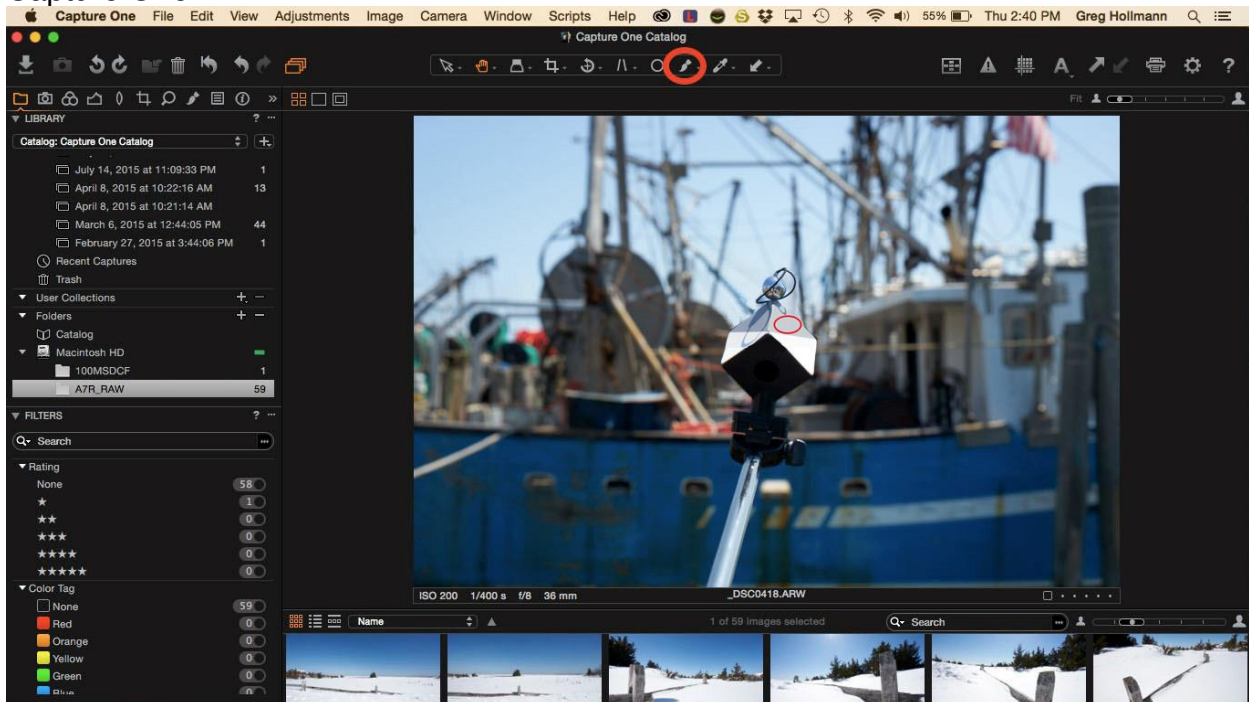 Capture One File Edit View Adjustments Image Camera Window Scripts Help 55% Thu 2:40 PM Greg Hollmann
Capture One Catalog
A
?
Fit
LIBRARY ? ...
Catalog: Capture One Catalog
July 14, 2015 at 11:09:33 PM 1
April 8, 2015 at 10:22:16 AM 13
April 8, 2015 at 10:21:14 AM
March 6, 2015 at 12:44:05 PM 44
February 27, 2015 at 3:44:06 PM 1
Recent Captures
Trash
User Collections + −
Folders + −
Catalog
Macintosh HD
100MSDCF 1
A7R_RAW 59
FILTERS ? ...
Search
Rating
None 58
★ 1
★★ 0
★★★ 0
★★★★ 0
★★★★★ 0
Color Tag
None 59
Red 0
Orange 0
Yellow 0
Green 0
Blue 0
ISO 200 1/400 s f/8 36 mm _DSC0418.ARW
Name 1 of 59 images selected Search